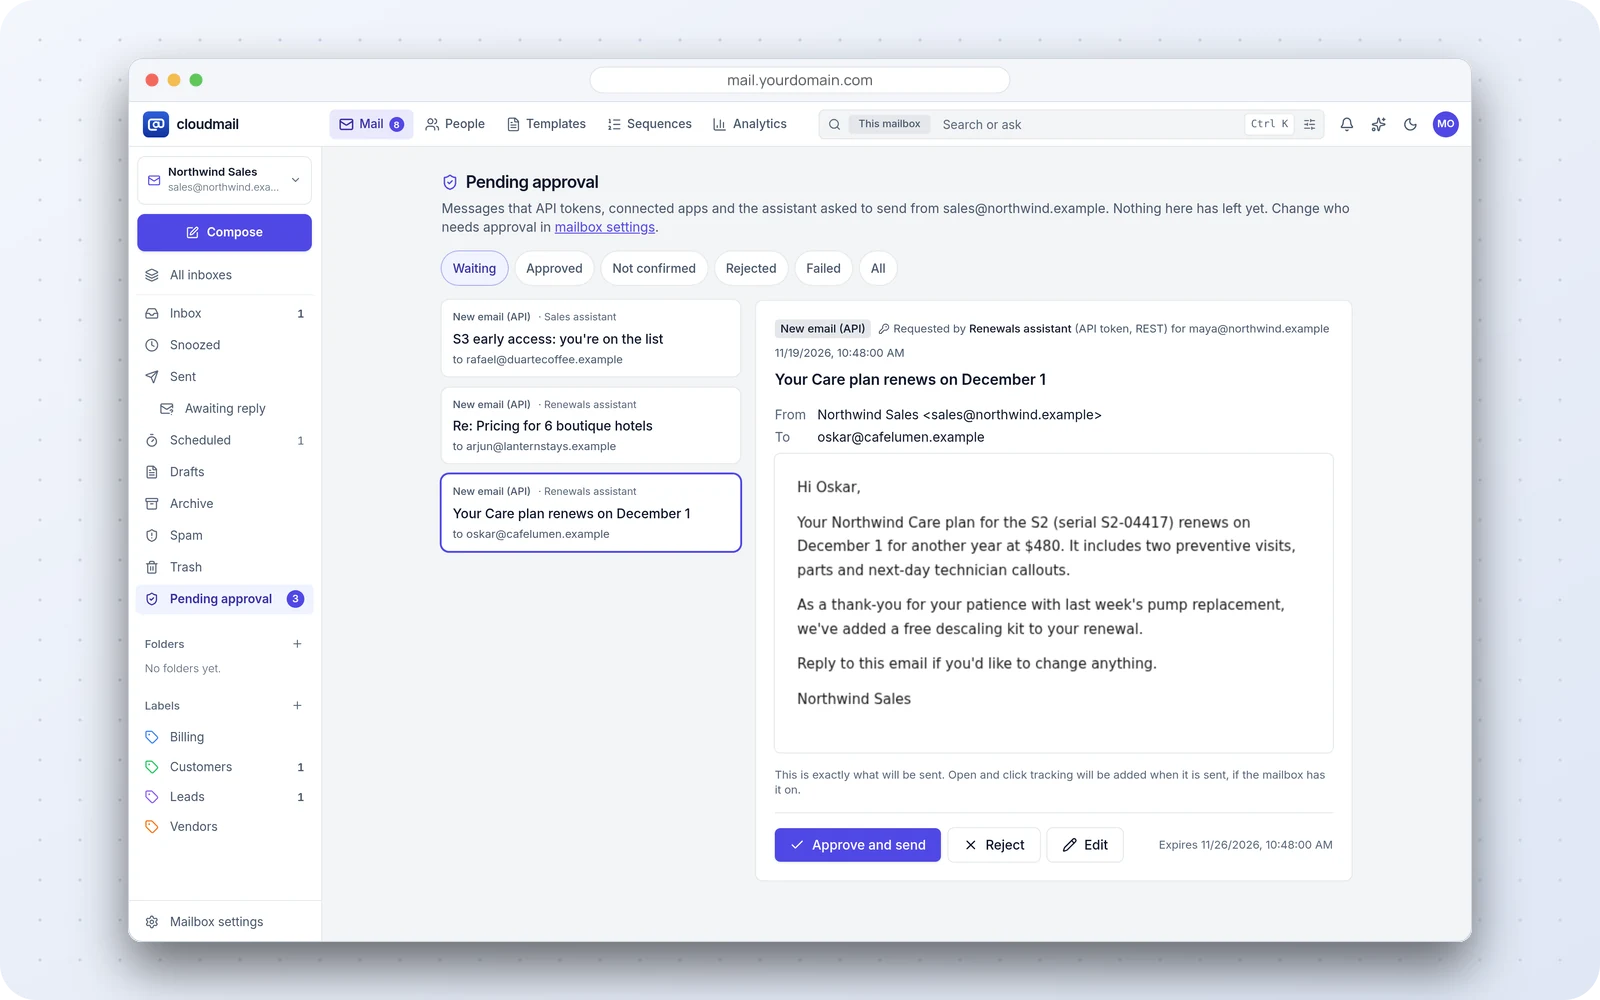 mail.yourdomain.com
cloudmail
Mail 8
People
Templates
Sequences
Analytics
This mailbox
Search or ask
Ctrl K
MO
Northwind Sales
sales@northwind.exa...
Compose
All inboxes
Inbox 1
Snoozed
Sent
Awaiting reply
Scheduled 1
Drafts
Archive
Spam
Trash
Pending approval 3
Folders
No folders yet.
Labels
Billing
Customers 1
Leads 1
Vendors
Mailbox settings
Pending approval
Messages that API tokens, connected apps and the assistant asked to send from sales@northwind.example. Nothing here has left yet. Change who
needs approval in mailbox settings.
Waiting
Approved
Not confirmed
Rejected
Failed
All
New email (API) · Sales assistant
S3 early access: you're on the list
to rafael@duartecoffee.example
New email (API) · Renewals assistant
Re: Pricing for 6 boutique hotels
to arjun@lanternstays.example
New email (API) · Renewals assistant
Your Care plan renews on December 1
to oskar@cafelumen.example
New email (API) Requested by Renewals assistant (API token, REST) for maya@northwind.example
11/19/2026, 10:48:00 AM
Your Care plan renews on December 1
From Northwind Sales <sales@northwind.example>
To oskar@cafelumen.example
Hi Oskar,
Your Northwind Care plan for the S2 (serial S2-04417) renews on
December 1 for another year at $480. It includes two preventive visits,
parts and next-day technician callouts.
As a thank-you for your patience with last week's pump replacement,
we've added a free descaling kit to your renewal.
Reply to this email if you'd like to change anything.
Northwind Sales
This is exactly what will be sent. Open and click tracking will be added when it is sent, if the mailbox has
it on.
Approve and send
Reject
Edit
Expires 11/26/2026, 10:48:00 AM